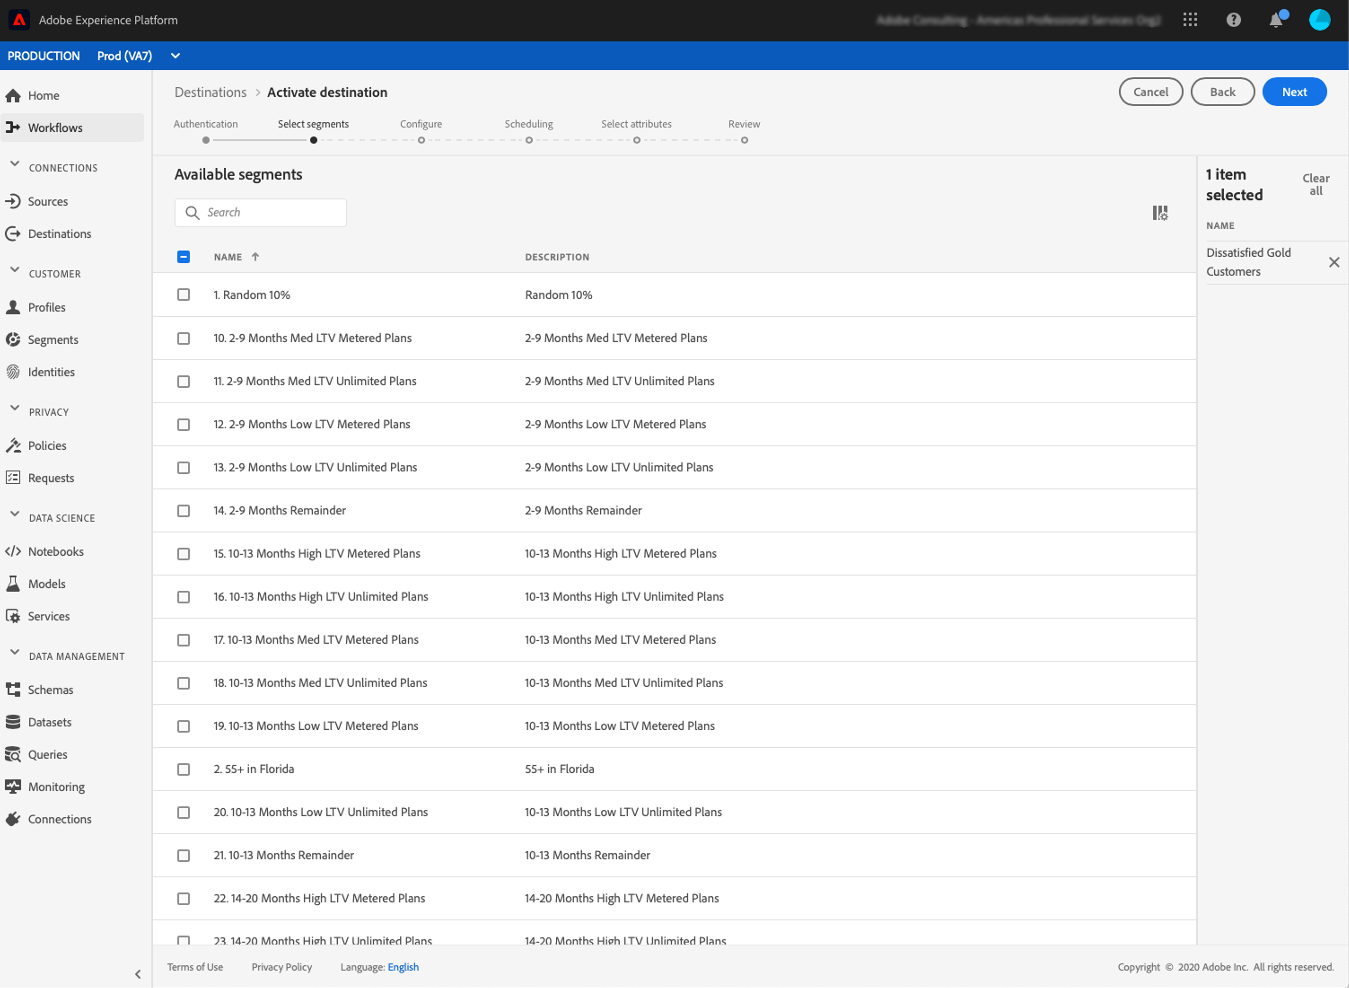 Adobe Experience Platform
PRODUCTION Prod (VA7)
Home
Workflows
CONNECTIONS
Sources
Destinations
CUSTOMER
Profiles
Segments
Identities
PRIVACY
Policies
Requests
DATA SCIENCE
Notebooks
Models
Services
DATA MANAGEMENT
Schemas
Datasets
Queries
Monitoring
Connections
Destinations > Activate destination
Cancel Back Next
Authentication Select segments Configure Scheduling Select attributes Review
Available segments
Search
NAME DESCRIPTION
1. Random 10% Random 10%
10. 2-9 Months Med LTV Metered Plans 2-9 Months Med LTV Metered Plans
11. 2-9 Months Med LTV Unlimited Plans 2-9 Months Med LTV Unlimited Plans
12. 2-9 Months Low LTV Metered Plans 2-9 Months Low LTV Metered Plans
13. 2-9 Months Low LTV Unlimited Plans 2-9 Months Low LTV Unlimited Plans
14. 2-9 Months Remainder 2-9 Months Remainder
15. 10-13 Months High LTV Metered Plans 10-13 Months High LTV Metered Plans
16. 10-13 Months High LTV Unlimited Plans 10-13 Months High LTV Unlimited Plans
17. 10-13 Months Med LTV Metered Plans 10-13 Months Med LTV Metered Plans
18. 10-13 Months Med LTV Unlimited Plans 10-13 Months Med LTV Unlimited Plans
19. 10-13 Months Low LTV Metered Plans 10-13 Months Low LTV Metered Plans
2. 55+ in Florida 55+ in Florida
20. 10-13 Months Low LTV Unlimited Plans 10-13 Months Low LTV Unlimited Plans
21. 10-13 Months Remainder 10-13 Months Remainder
22. 14-20 Months High LTV Metered Plans 14-20 Months High LTV Metered Plans
23. 14-20 Months High LTV Unlimited Plans 14-20 Months High LTV Unlimited Plans
1 item
selected
Clear
all
NAME
Dissatisfied Gold
Customers
Terms of Use Privacy Policy Language: English Copyright © 2020 Adobe Inc. All rights reserved.